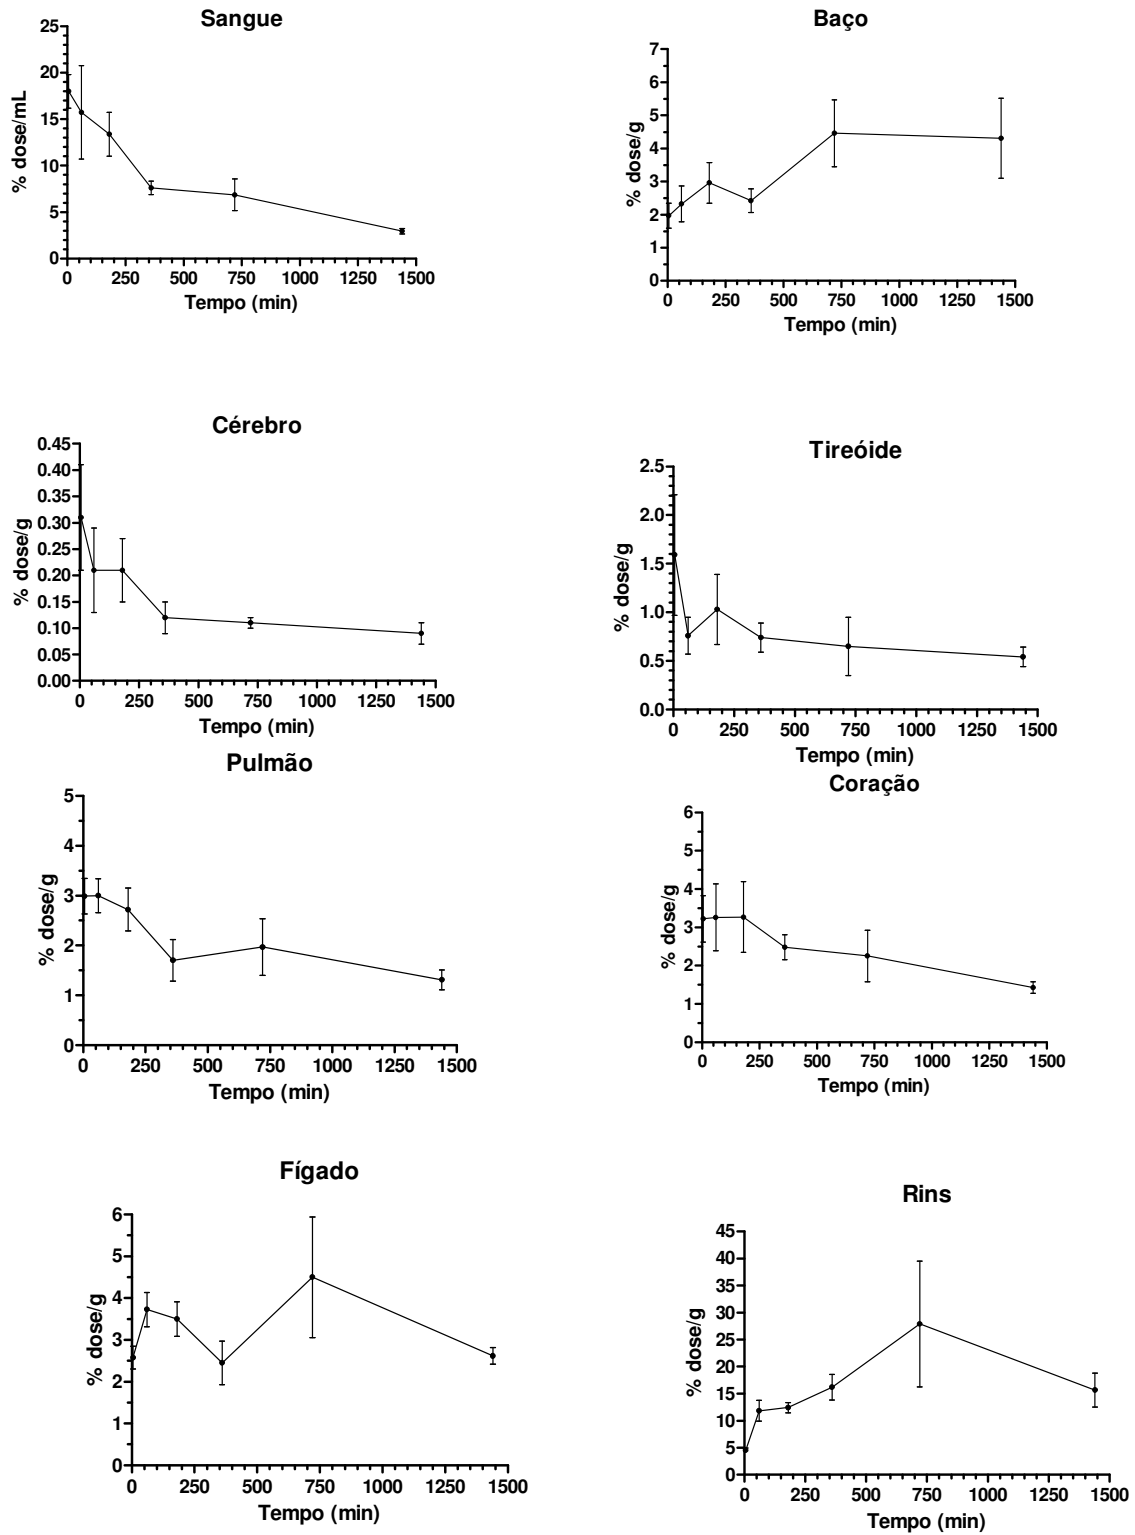 Sangue
25
20
15
10
5
0
% dose/mL
0 250 500 750 1000 1250 1500
Tempo (min)
Baço
7
6
5
4
3
2
1
0
% dose/g
0 250 500 750 1000 1250 1500
Tempo (min)
Cérebro
0.45
0.40
0.35
0.30
0.25
0.20
0.15
0.10
0.05
0.00
% dose/g
0 250 500 750 1000 1250 1500
Tempo (min)
Tireóide
2.5
2.0
1.5
1.0
0.5
0.0
% dose/g
0 250 500 750 1000 1250 1500
Tempo (min)
Pulmão
5
4
3
2
1
0
% dose/g
0 250 500 750 1000 1250 1500
Tempo (min)
Coração
6
5
4
3
2
1
0
% dose/g
0 250 500 750 1000 1250 1500
Tempo (min)
Fígado
6
5
4
3
2
1
0
% dose/g
0 250 500 750 1000 1250 1500
Tempo (min)
Rins
45
40
35
30
25
20
15
10
5
0
% dose/g
0 250 500 750 1000 1250 1500
Tempo (min)